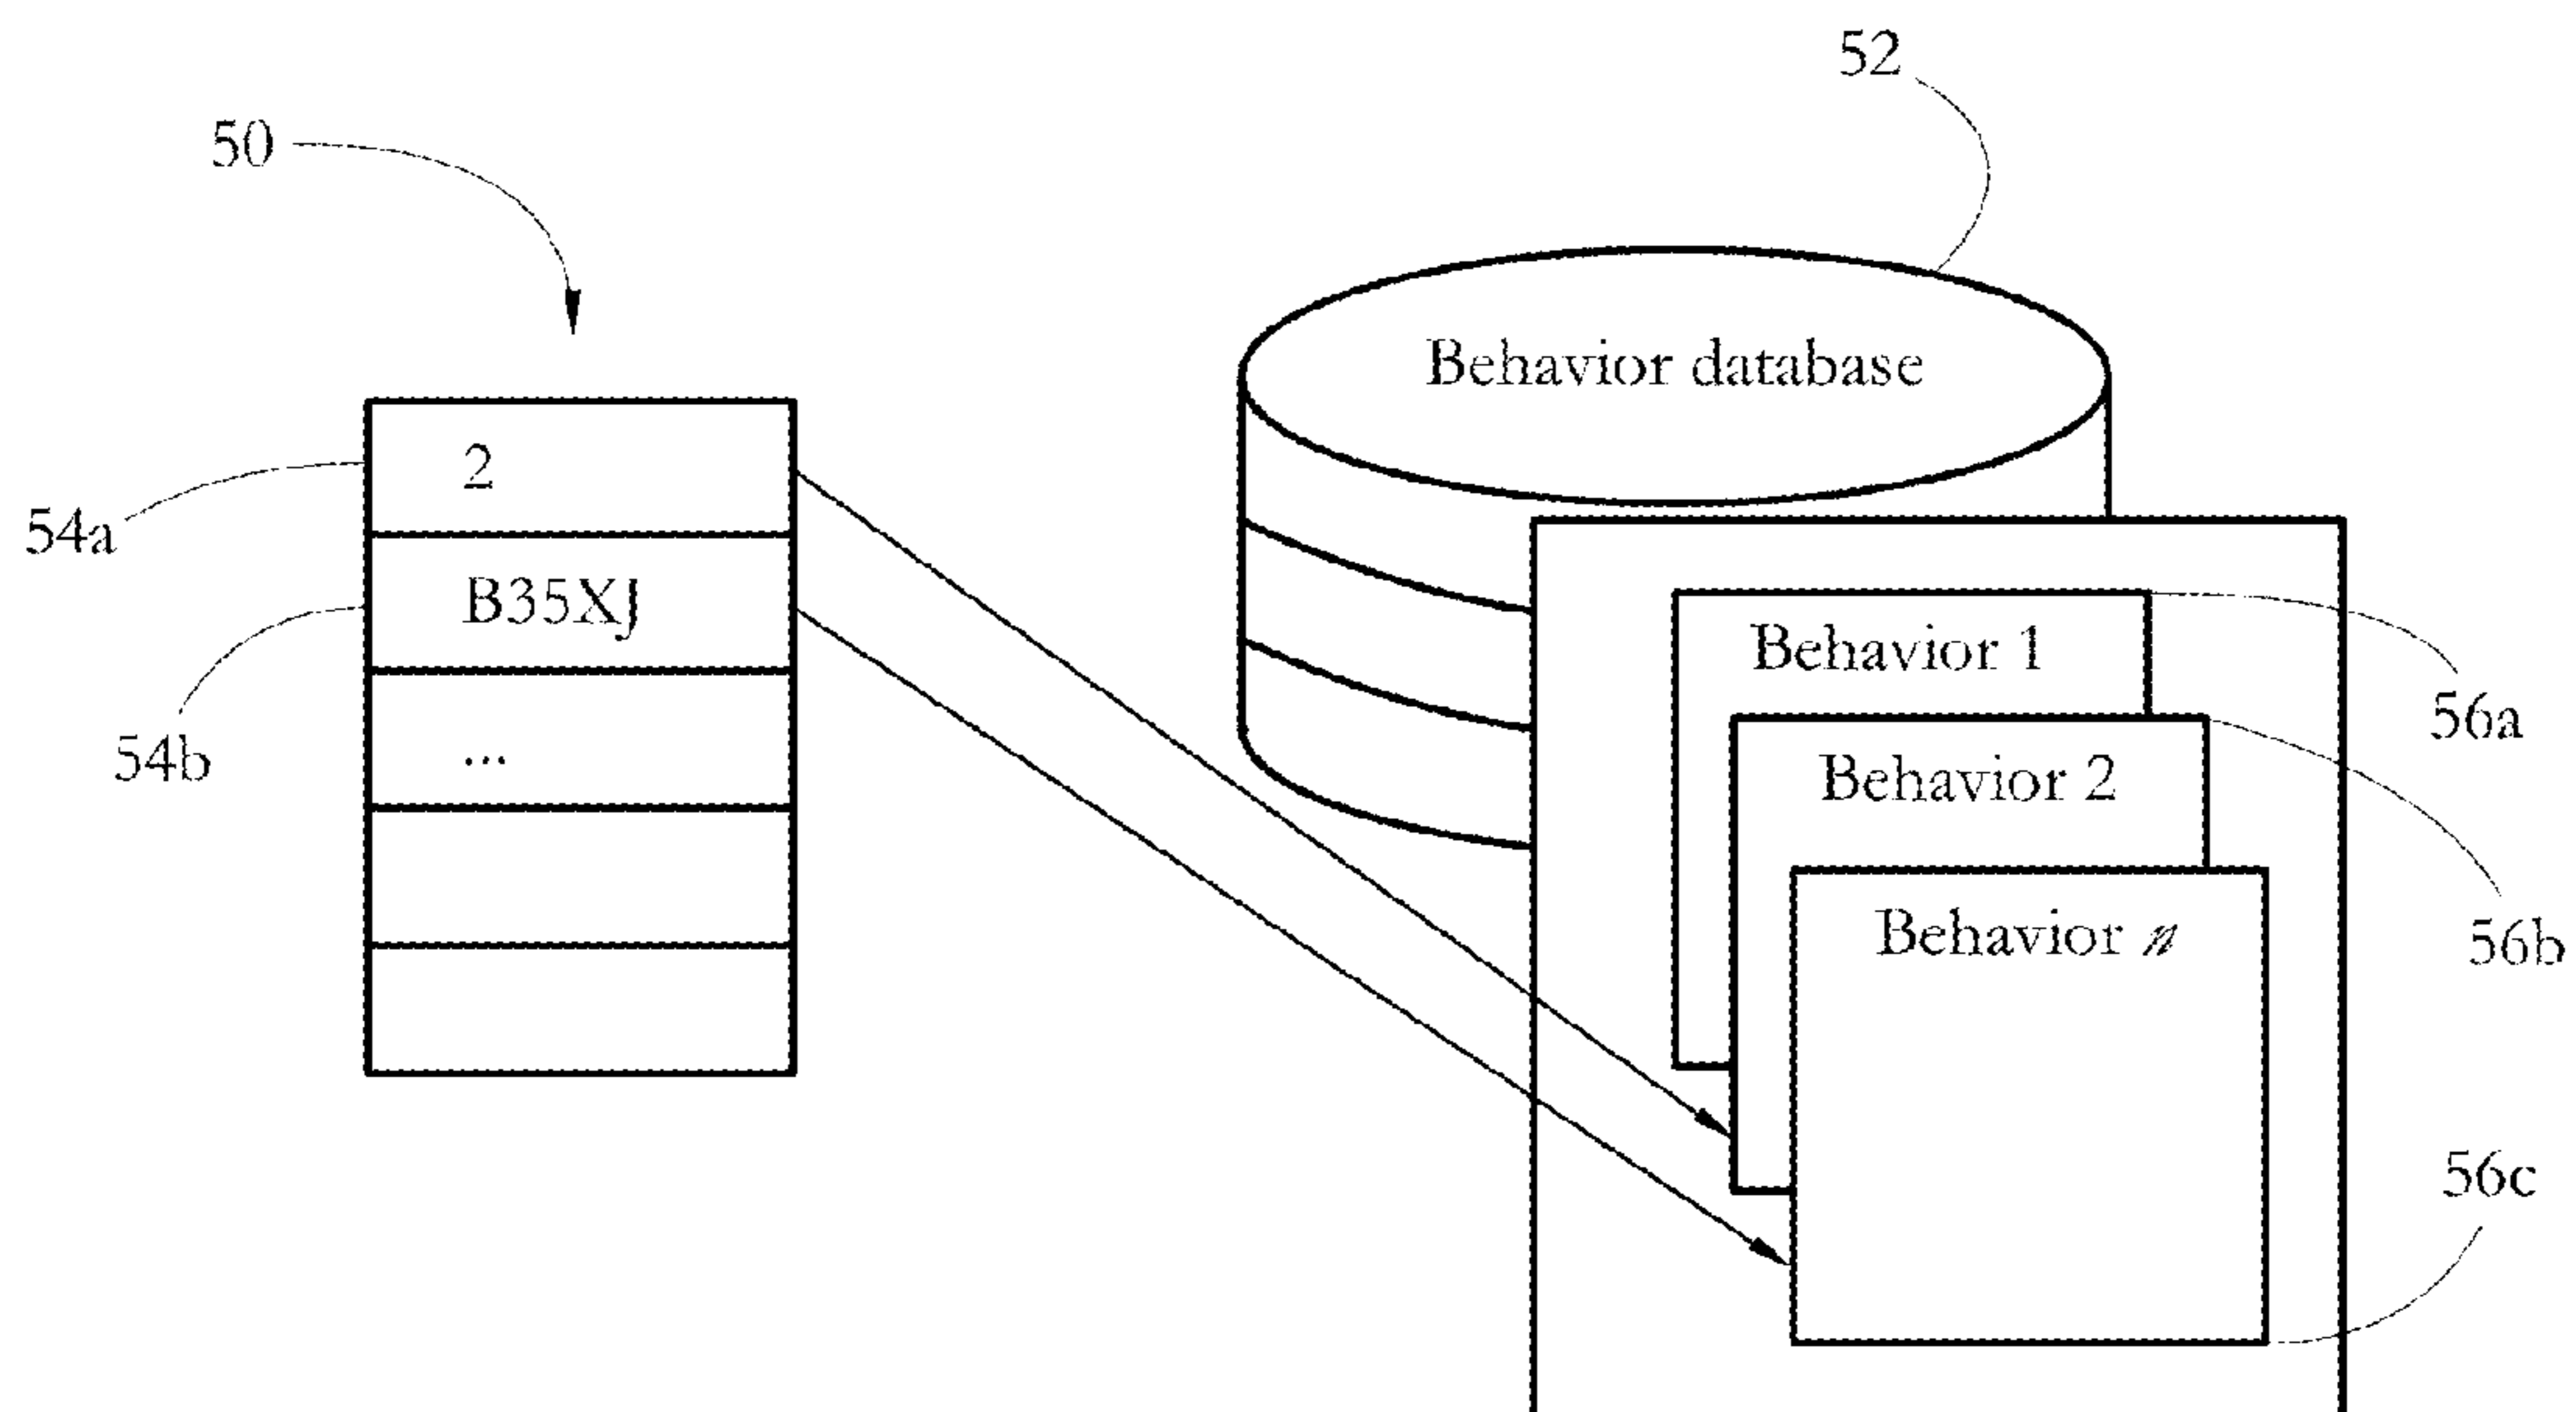 52
50
Behavior database
2
54a
B35XJ
Behavior 1
56a
54b
...
Behavior 2
Behavior n
56b
56c